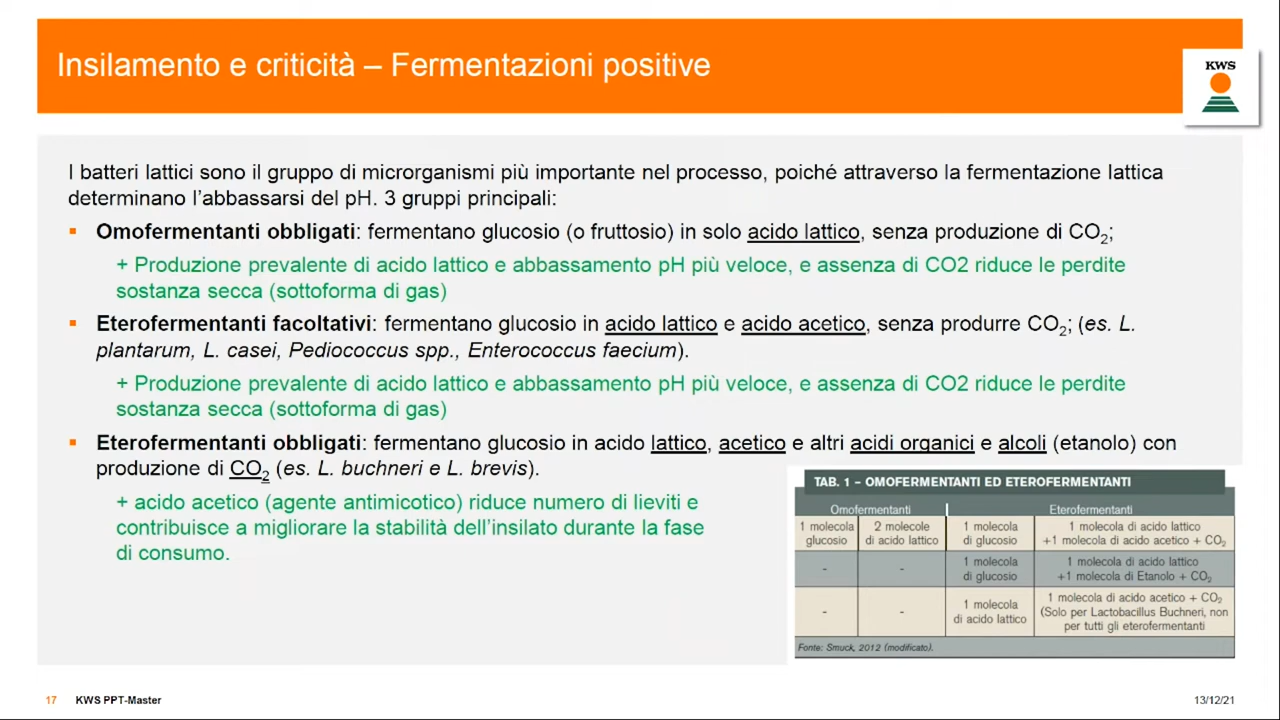 Insilamento e criticità – Fermentazioni positive
KWS
I batteri lattici sono il gruppo di microrganismi più importante nel processo, poiché attraverso la fermentazione lattica
determinano l'abbassarsi del pH. 3 gruppi principali:
▪ Omofermentanti obbligati: fermentano glucosio (o fruttosio) in solo acido lattico, senza produzione di CO₂;
+ Produzione prevalente di acido lattico e abbassamento pH più veloce, e assenza di CO2 riduce le perdite
sostanza secca (sottoforma di gas)
▪ Eterofermentanti facoltativi: fermentano glucosio in acido lattico e acido acetico, senza produrre CO₂; (es. L.
plantarum, L. casei, Pediococcus spp., Enterococcus faecium).
+ Produzione prevalente di acido lattico e abbassamento pH più veloce, e assenza di CO2 riduce le perdite
sostanza secca (sottoforma di gas)
▪ Eterofermentanti obbligati: fermentano glucosio in acido lattico, acetico e altri acidi organici e alcoli (etanolo) con
produzione di CO₂ (es. L. buchneri e L. brevis).
+ acido acetico (agente antimicotico) riduce numero di lieviti e
contribuisce a migliorare la stabilità dell'insilato durante la fase
di consumo.
TAB. 1 – OMOFERMENTANTI ED ETEROFERMENTANTI
Omofermentanti Eterofermentanti
1 molecola 2 molecole 1 molecola 1 molecola di acido lattico
glucosio di acido lattico di glucosio +1 molecola di acido acetico + CO₂
- - 1 molecola 1 molecola di acido lattico
di glucosio +1 molecola di Etanolo + CO₂
- - 1 molecola 1 molecola di acido acetico + CO₂
di acido lattico (Solo per Lactobacillus Buchneri, non
per tutti gli eterofermentanti
Fonte: Smuck, 2012 (modificato).
17 KWS PPT-Master 13/12/21